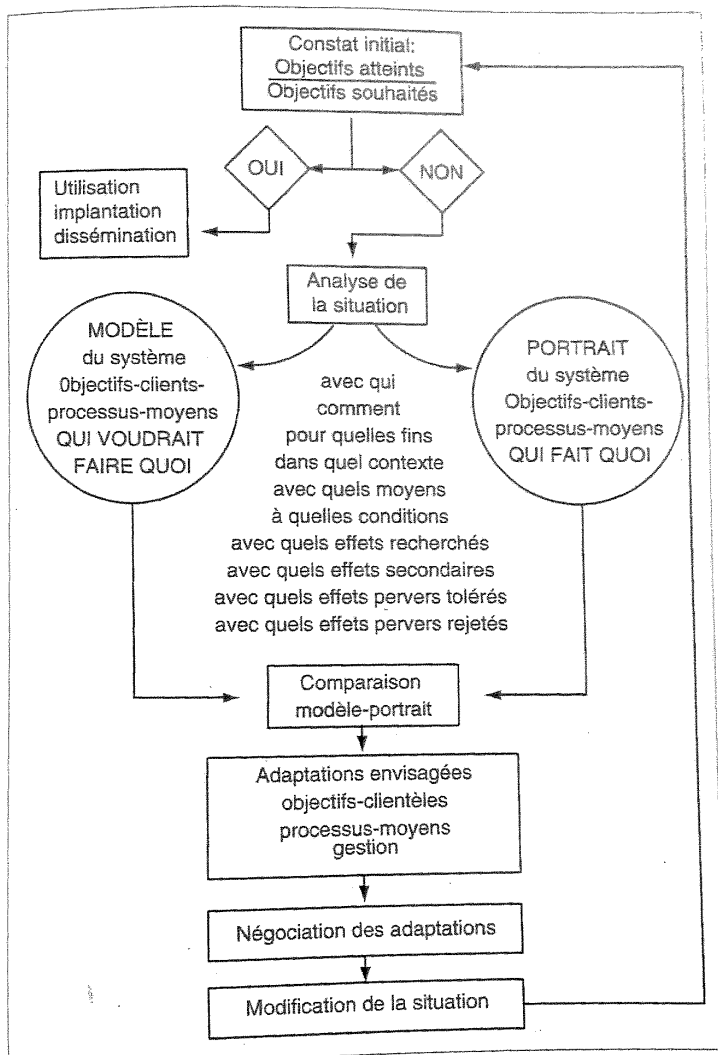 Constat initial:
Objectifs atteints
Objectifs souhaités
OUI
NON
Utilisation
implantation
dissémination
Analyse de
la situation
MODÈLE
du système
0bjectifs-clients-
processus-moyens
QUI VOUDRAIT
FAIRE QUOI
PORTRAIT
du système
Objectifs-clients-
processus-moyens
QUI FAIT QUOI
avec qui
comment
pour quelles fins
dans quel contexte
avec quels moyens
à quelles conditions
avec quels effets recherchés
avec quels effets secondaires
avec quels effets pervers tolérés
avec quels effets pervers rejetés
Comparaison
modèle-portrait
Adaptations envisagées
objectifs-clientèles
processus-moyens
gestion
Négociation des adaptations
Modification de la situation